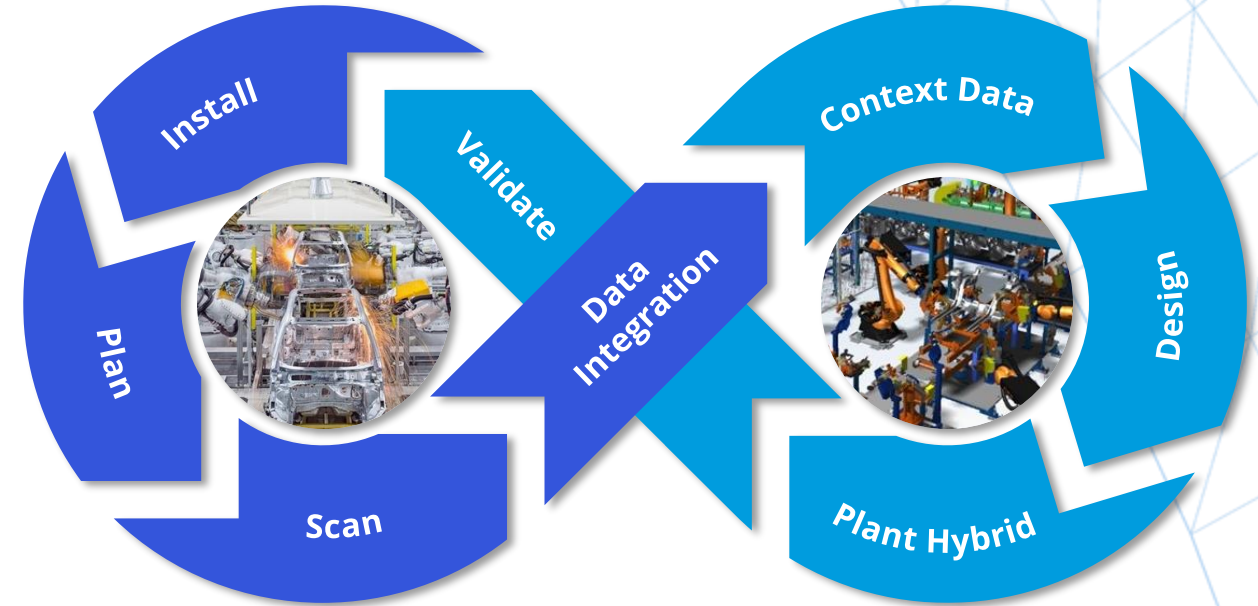 Install
Validate
Context Data
Data
Integration
Design
Plan
Scan
Plant Hybrid